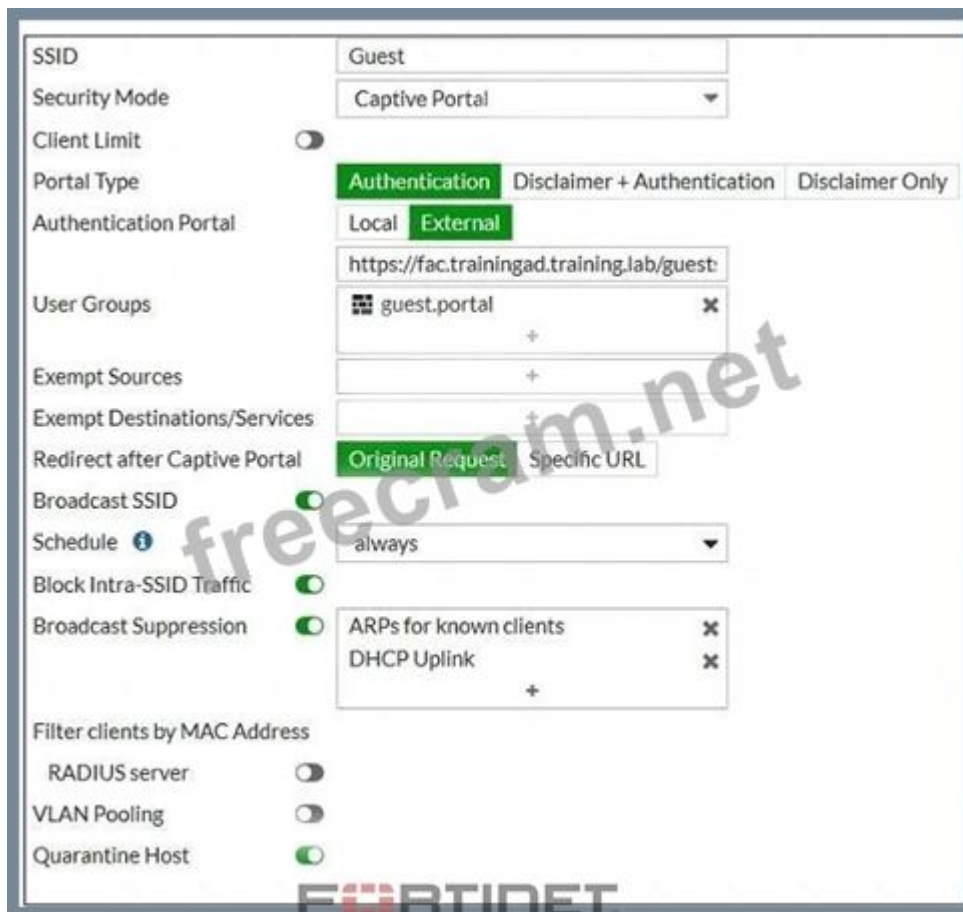 SSID Guest
Security Mode Captive Portal
Client Limit
Portal Type Authentication Disclaimer + Authentication Disclaimer Only
Authentication Portal Local External
https://fac.trainingad.training.lab/guest
User Groups guest.portal
+
Exempt Sources +
Exempt Destinations/Services +
Redirect after Captive Portal Original Request Specific URL
Broadcast SSID
Schedule always
Block Intra-SSID Traffic
Broadcast Suppression ARPs for known clients
DHCP Uplink
+
Filter clients by MAC Address
RADIUS server
VLAN Pooling
Quarantine Host
freecram.net
FORTINET